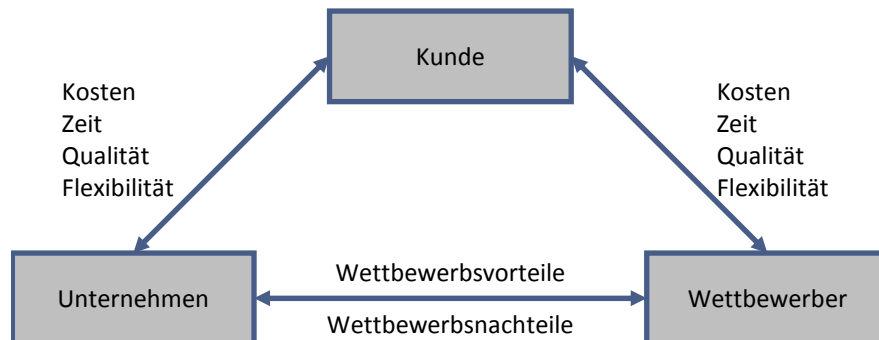 Kunde
Kosten
Zeit
Qualität
Flexibilität
Kosten
Zeit
Qualität
Flexibilität
Unternehmen
Wettbewerbsvorteile
Wettbewerbsnachteile
Wettbewerber